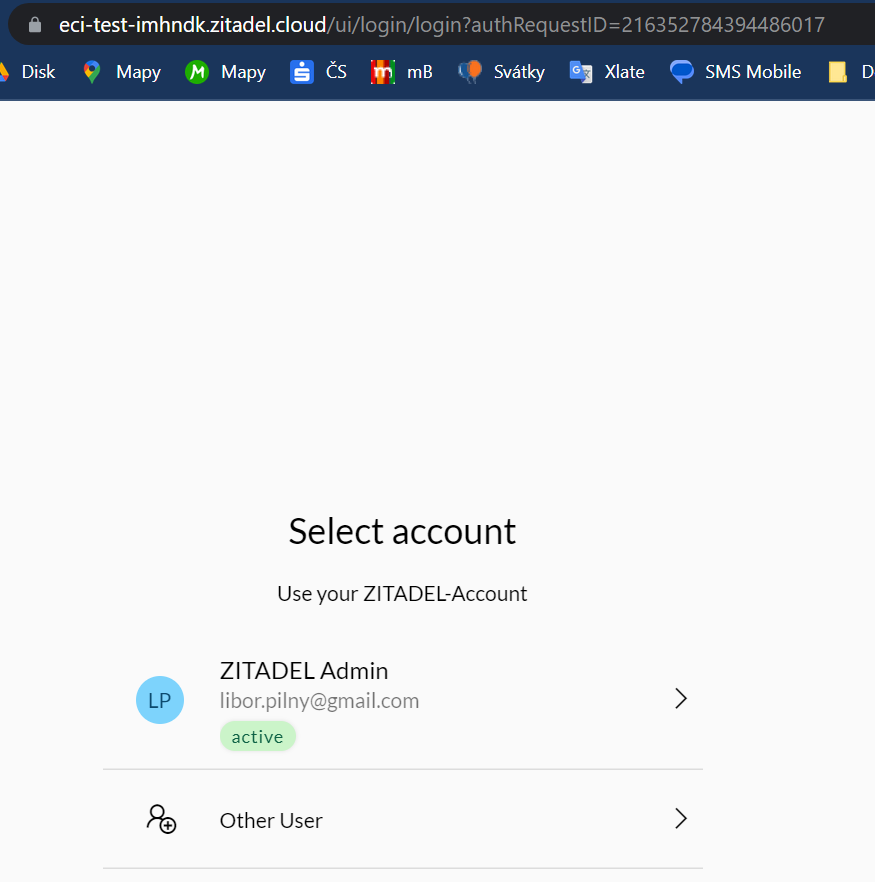 eci-test-imhndk.zitadel.cloud/ui/login/login?authRequestID=216352784394486017
Disk Mapy M Mapy ČS m mB Svátky G Xlate SMS Mobile D
Select account
Use your ZITADEL-Account
LP ZITADEL Admin
libor.pilny@gmail.com
active
Other User